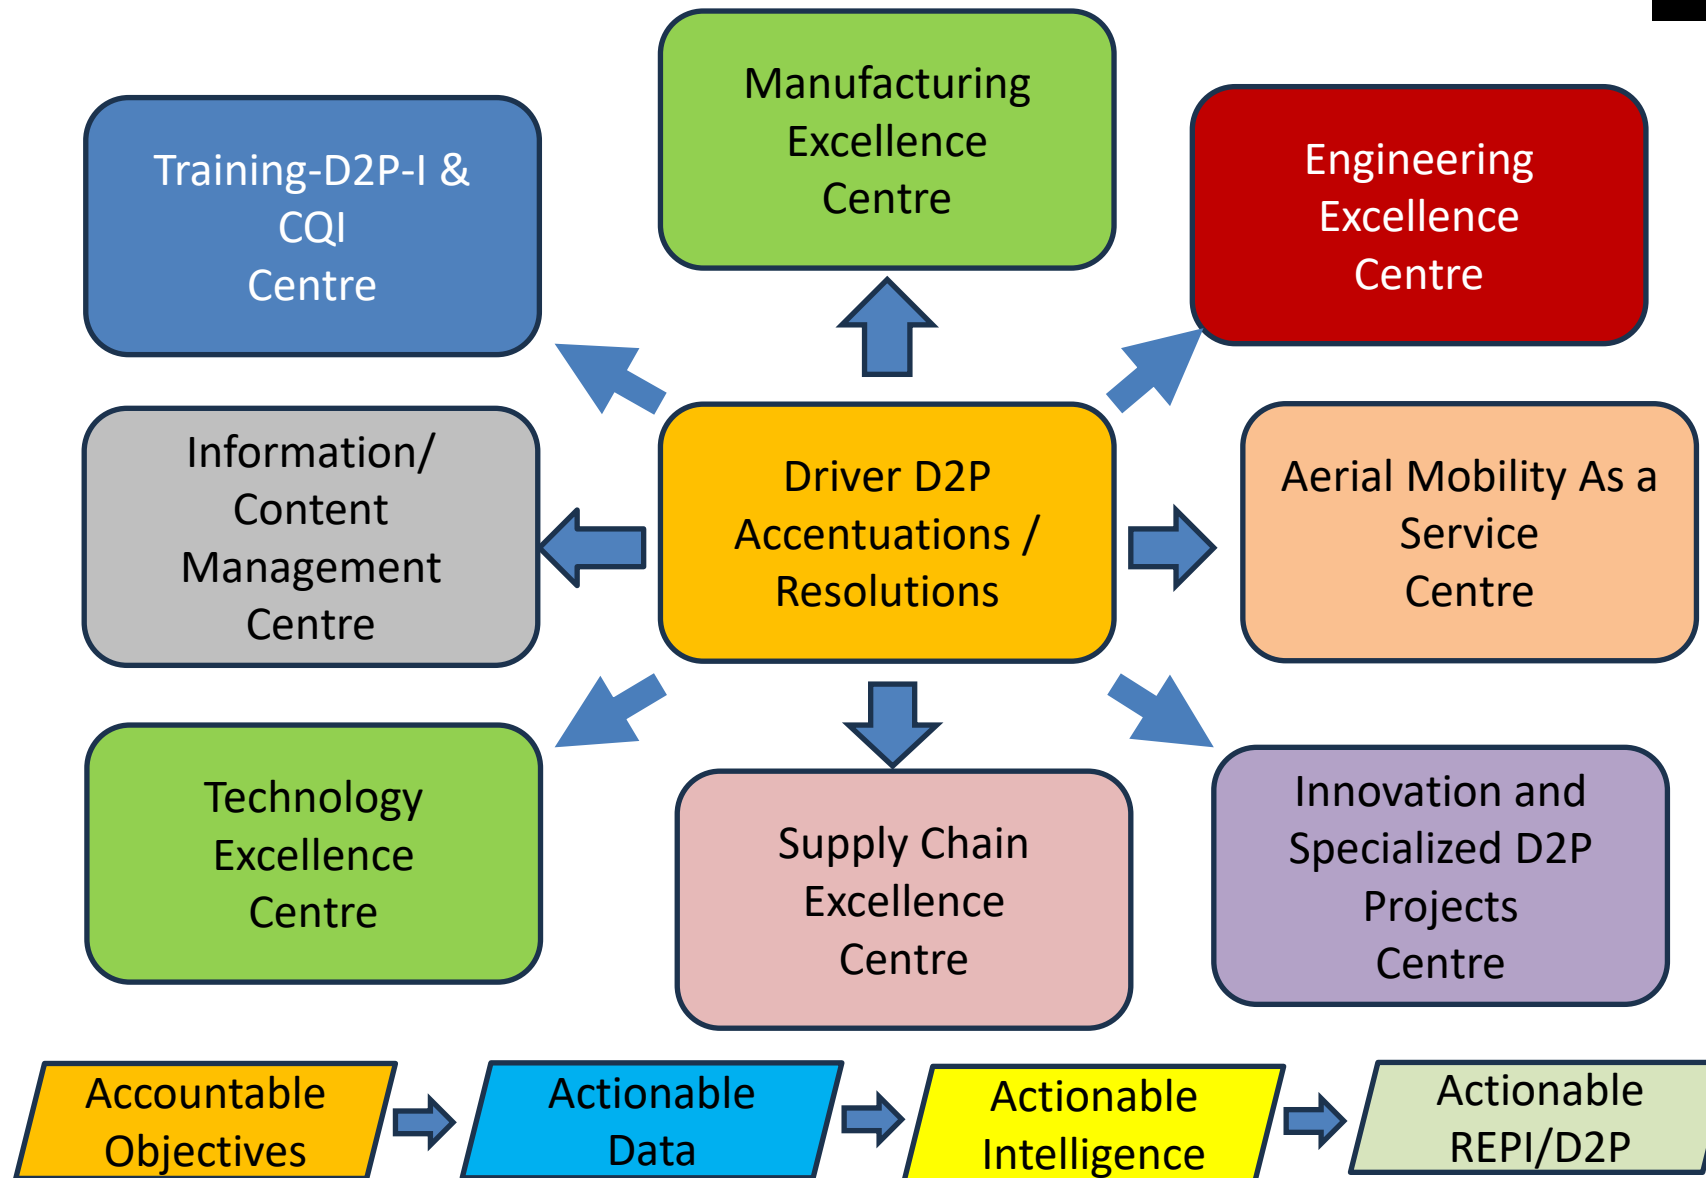 Manufacturing
Excellence
Centre
Training-D2P-I &
CQI
Centre
Engineering
Excellence
Centre
Information/
Content
Management
Centre
Driver D2P
Accentuations /
Resolutions
Aerial Mobility As a
Service
Centre
Technology
Excellence
Centre
Supply Chain
Excellence
Centre
Innovation and
Specialized D2P
Projects
Centre
Accountable
Objectives
Actionable
Data
Actionable
Intelligence
Actionable
REPI/D2P